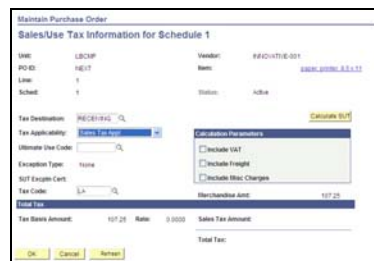 Maintain Purchase Order
Sales/Use Tax Information for Schedule 1
Unit: LBCMP Vendor: INNOVATIVE-001
PO ID: NEXT Item: paper, printer, 8.5 x 11
Line: 1
Sched: 1 Status: Active
Tax Destination: RECEIVING Calculate SUT
Tax Applicability: Sales Tax Appl Calculation Parameters
Ultimate Use Code: Include VAT
Exception Type: None Include Freight
SUT Excptn Cert: Include Misc Charges
Tax Code: LA Merchandise Amt: 107.25
Total Tax
Tax Basis Amount: 107.25 Rate: 0.0000 Sales Tax Amount:
Total Tax:
OK Cancel Refresh